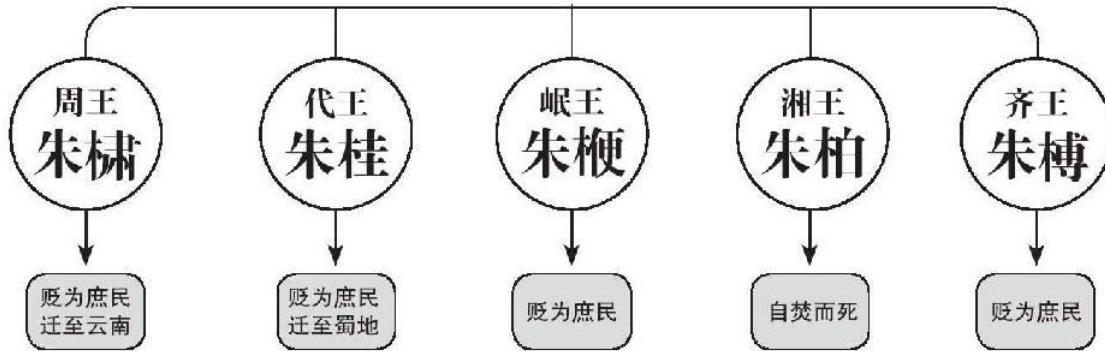 周王
朱橚
贬为庶民
迁至云南
代王
朱桂
贬为庶民
迁至蜀地
岷王
朱楩
贬为庶民
湘王
朱柏
自焚而死
齐王
朱榑
贬为庶民